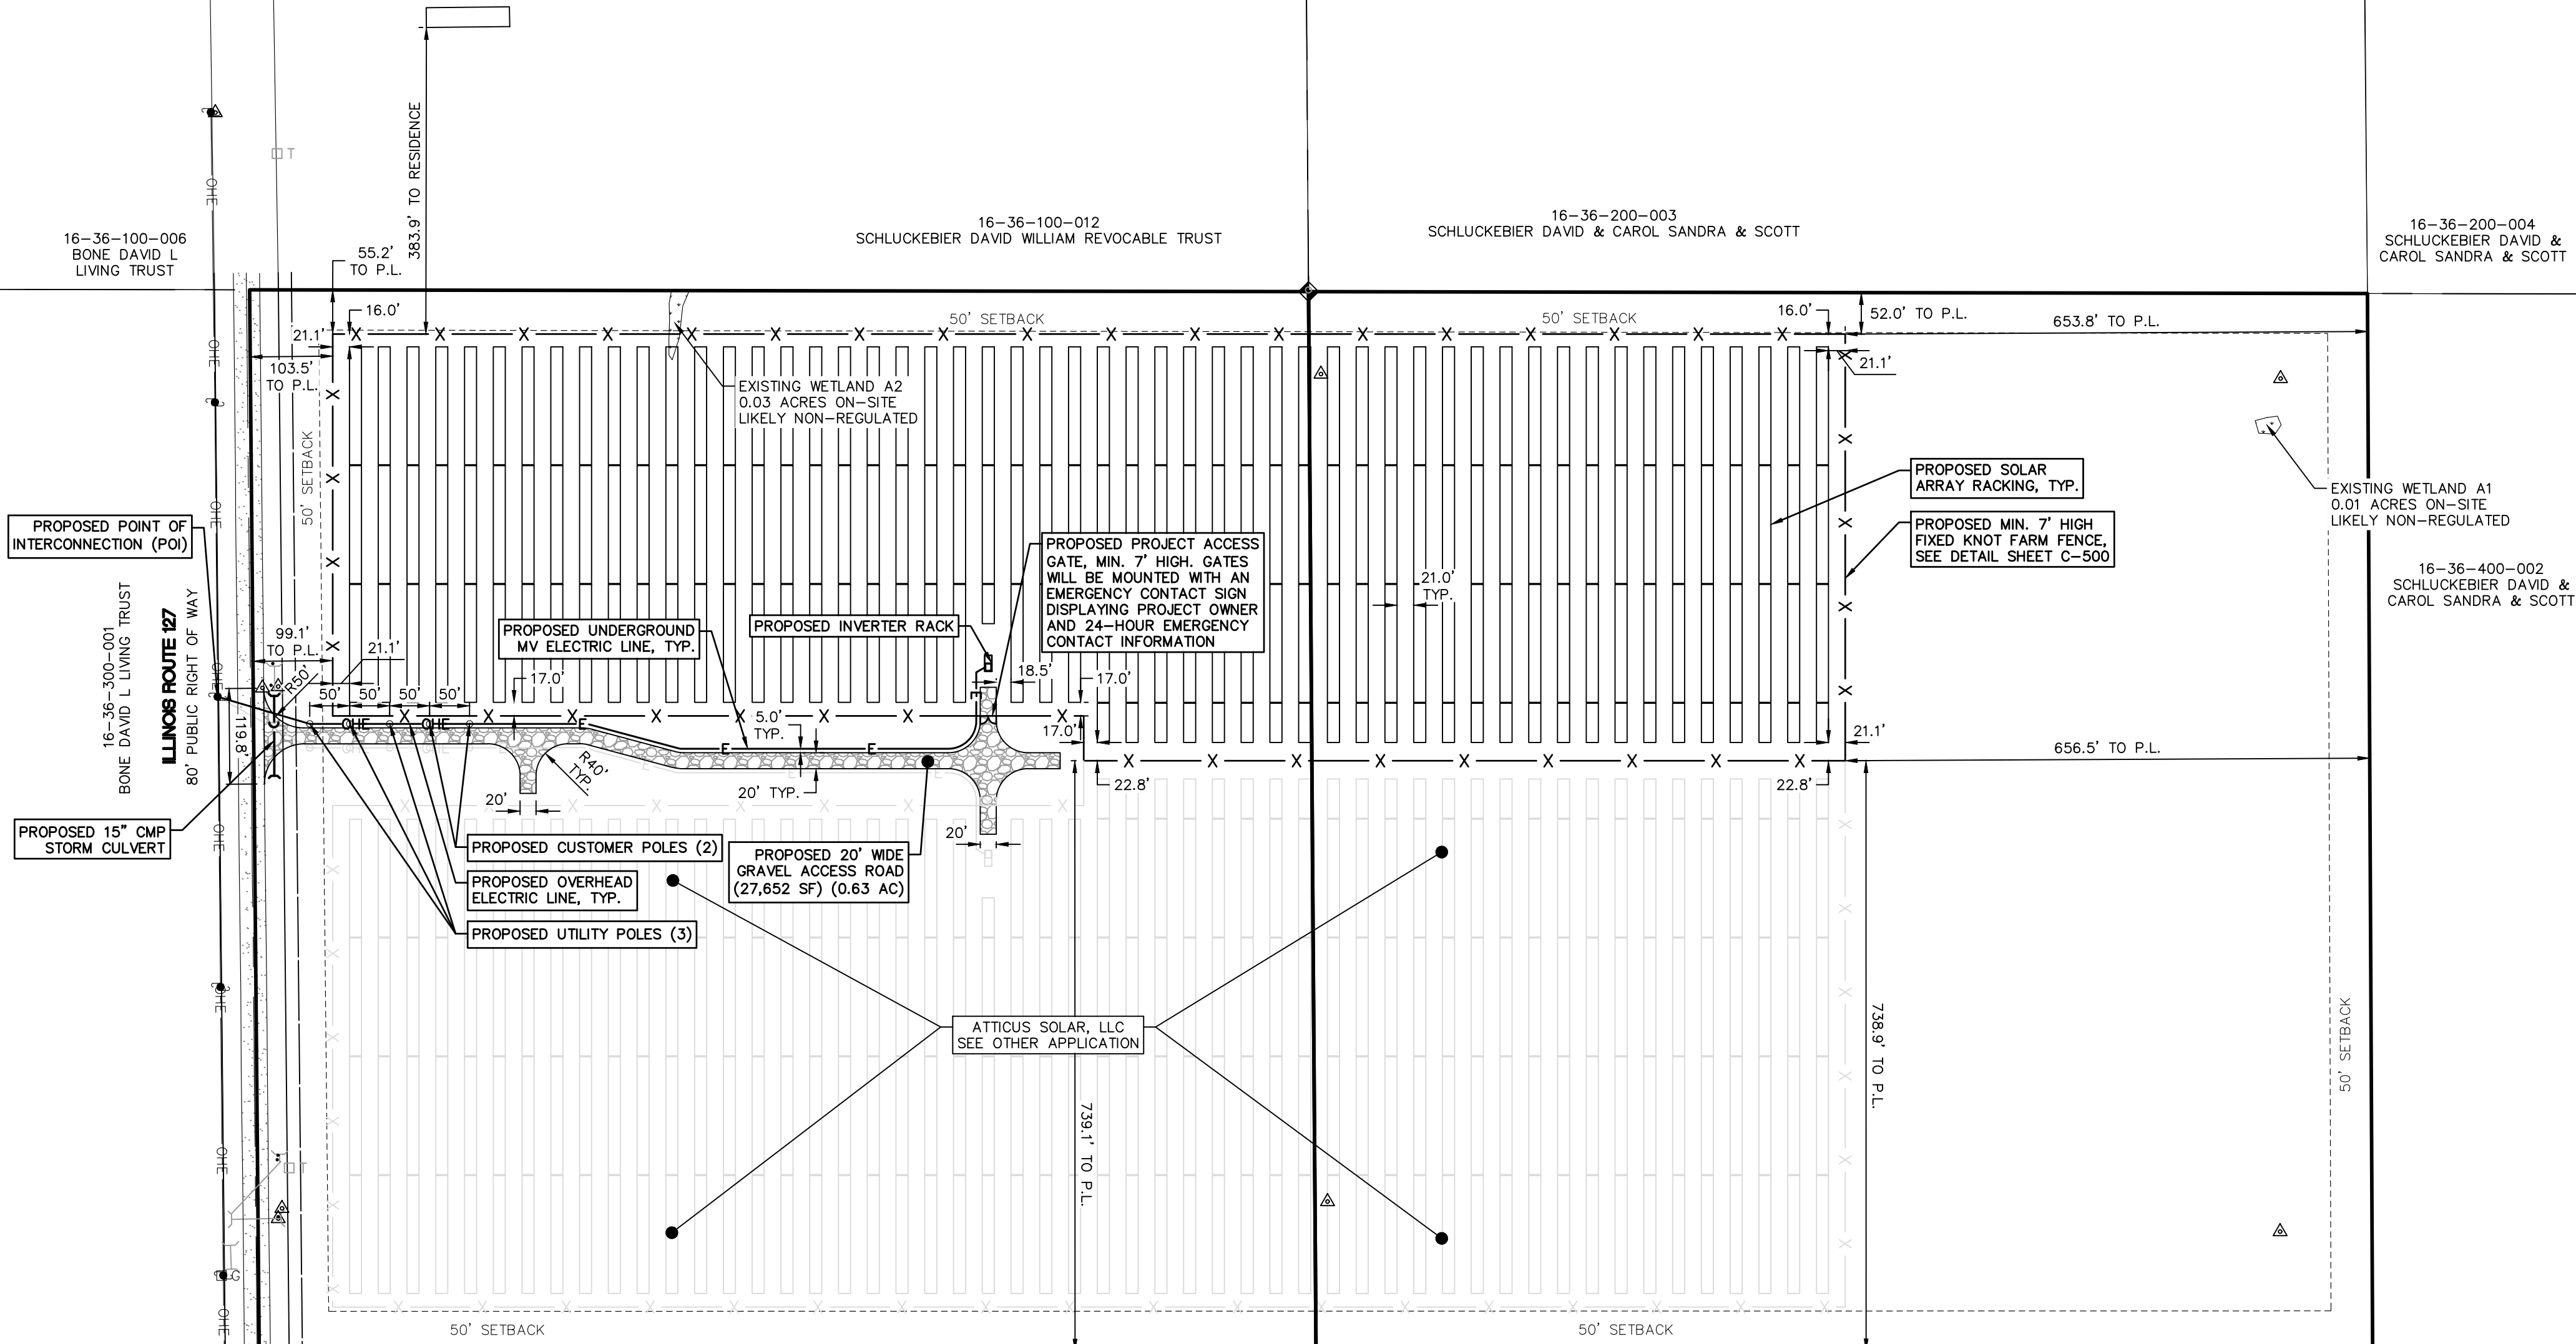 383.9' TO RESIDENCE
OHE
T
16-36-100-006
BONE DAVID L
LIVING TRUST
55.2'
TO P.L.
16-36-100-012
SCHLUCKEBIER DAVID WILLIAM REVOCABLE TRUST
16-36-200-003
SCHLUCKEBIER DAVID & CAROL SANDRA & SCOTT
16-36-200-004
SCHLUCKEBIER DAVID &
CAROL SANDRA & SCOTT
16.0'
21.1'
103.5'
TO P.L.
50' SETBACK
50' SETBACK
50' SETBACK
16.0'
52.0' TO P.L.
653.8' TO P.L.
21.1'
OHE
EXISTING WETLAND A2
0.03 ACRES ON-SITE
LIKELY NON-REGULATED
PROPOSED SOLAR
ARRAY RACKING, TYP.
PROPOSED MIN. 7' HIGH
FIXED KNOT FARM FENCE,
SEE DETAIL SHEET C-500
EXISTING WETLAND A1
0.01 ACRES ON-SITE
LIKELY NON-REGULATED
16-36-400-002
SCHLUCKEBIER DAVID &
CAROL SANDRA & SCOTT
PROPOSED POINT OF
INTERCONNECTION (POI)
OHE
16-36-300-001
BONE DAVID L LIVING TRUST
ILLINOIS ROUTE 127
80' PUBLIC RIGHT OF WAY
PROPOSED PROJECT ACCESS
GATE, MIN. 7' HIGH. GATES
WILL BE MOUNTED WITH AN
EMERGENCY CONTACT SIGN
DISPLAYING PROJECT OWNER
AND 24-HOUR EMERGENCY
CONTACT INFORMATION
21.0'
TYP.
PROPOSED INVERTER RACK
PROPOSED UNDERGROUND
MV ELECTRIC LINE, TYP.
99.1'
TO P.L.
21.1'
R50'
OHE
50'
50'
50'
50'
17.0'
18.5'
17.0'
119.8'
OHE
OHE
E
E
E
E
5.0'
TYP.
17.0'
21.1'
656.5' TO P.L.
R40'
TYP.
20' TYP.
22.8'
22.8'
20'
20'
PROPOSED 15" CMP
STORM CULVERT
OHE
PROPOSED CUSTOMER POLES (2)
PROPOSED OVERHEAD
ELECTRIC LINE, TYP.
PROPOSED UTILITY POLES (3)
PROPOSED 20' WIDE
GRAVEL ACCESS ROAD
(27,652 SF) (0.63 AC)
ATTICUS SOLAR, LLC
SEE OTHER APPLICATION
739.1' TO P.L.
738.9' TO P.L.
50' SETBACK
OHE
OHE
T
G
OHE
50' SETBACK
50' SETBACK